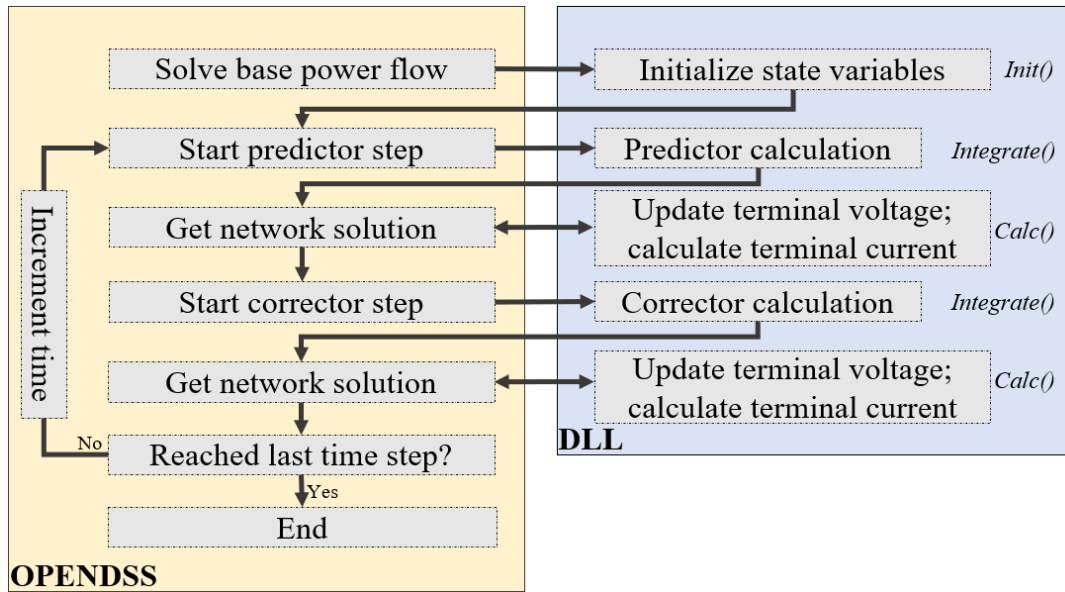 Solve base power flow
Initialize state variables
Init()
Start predictor step
Predictor calculation
Integrate()
Increment time
Get network solution
Update terminal voltage;
calculate terminal current
Calc()
Start corrector step
Corrector calculation
Integrate()
Get network solution
Update terminal voltage;
calculate terminal current
Calc()
No
Reached last time step?
DLL
Yes
End
OPENDSS